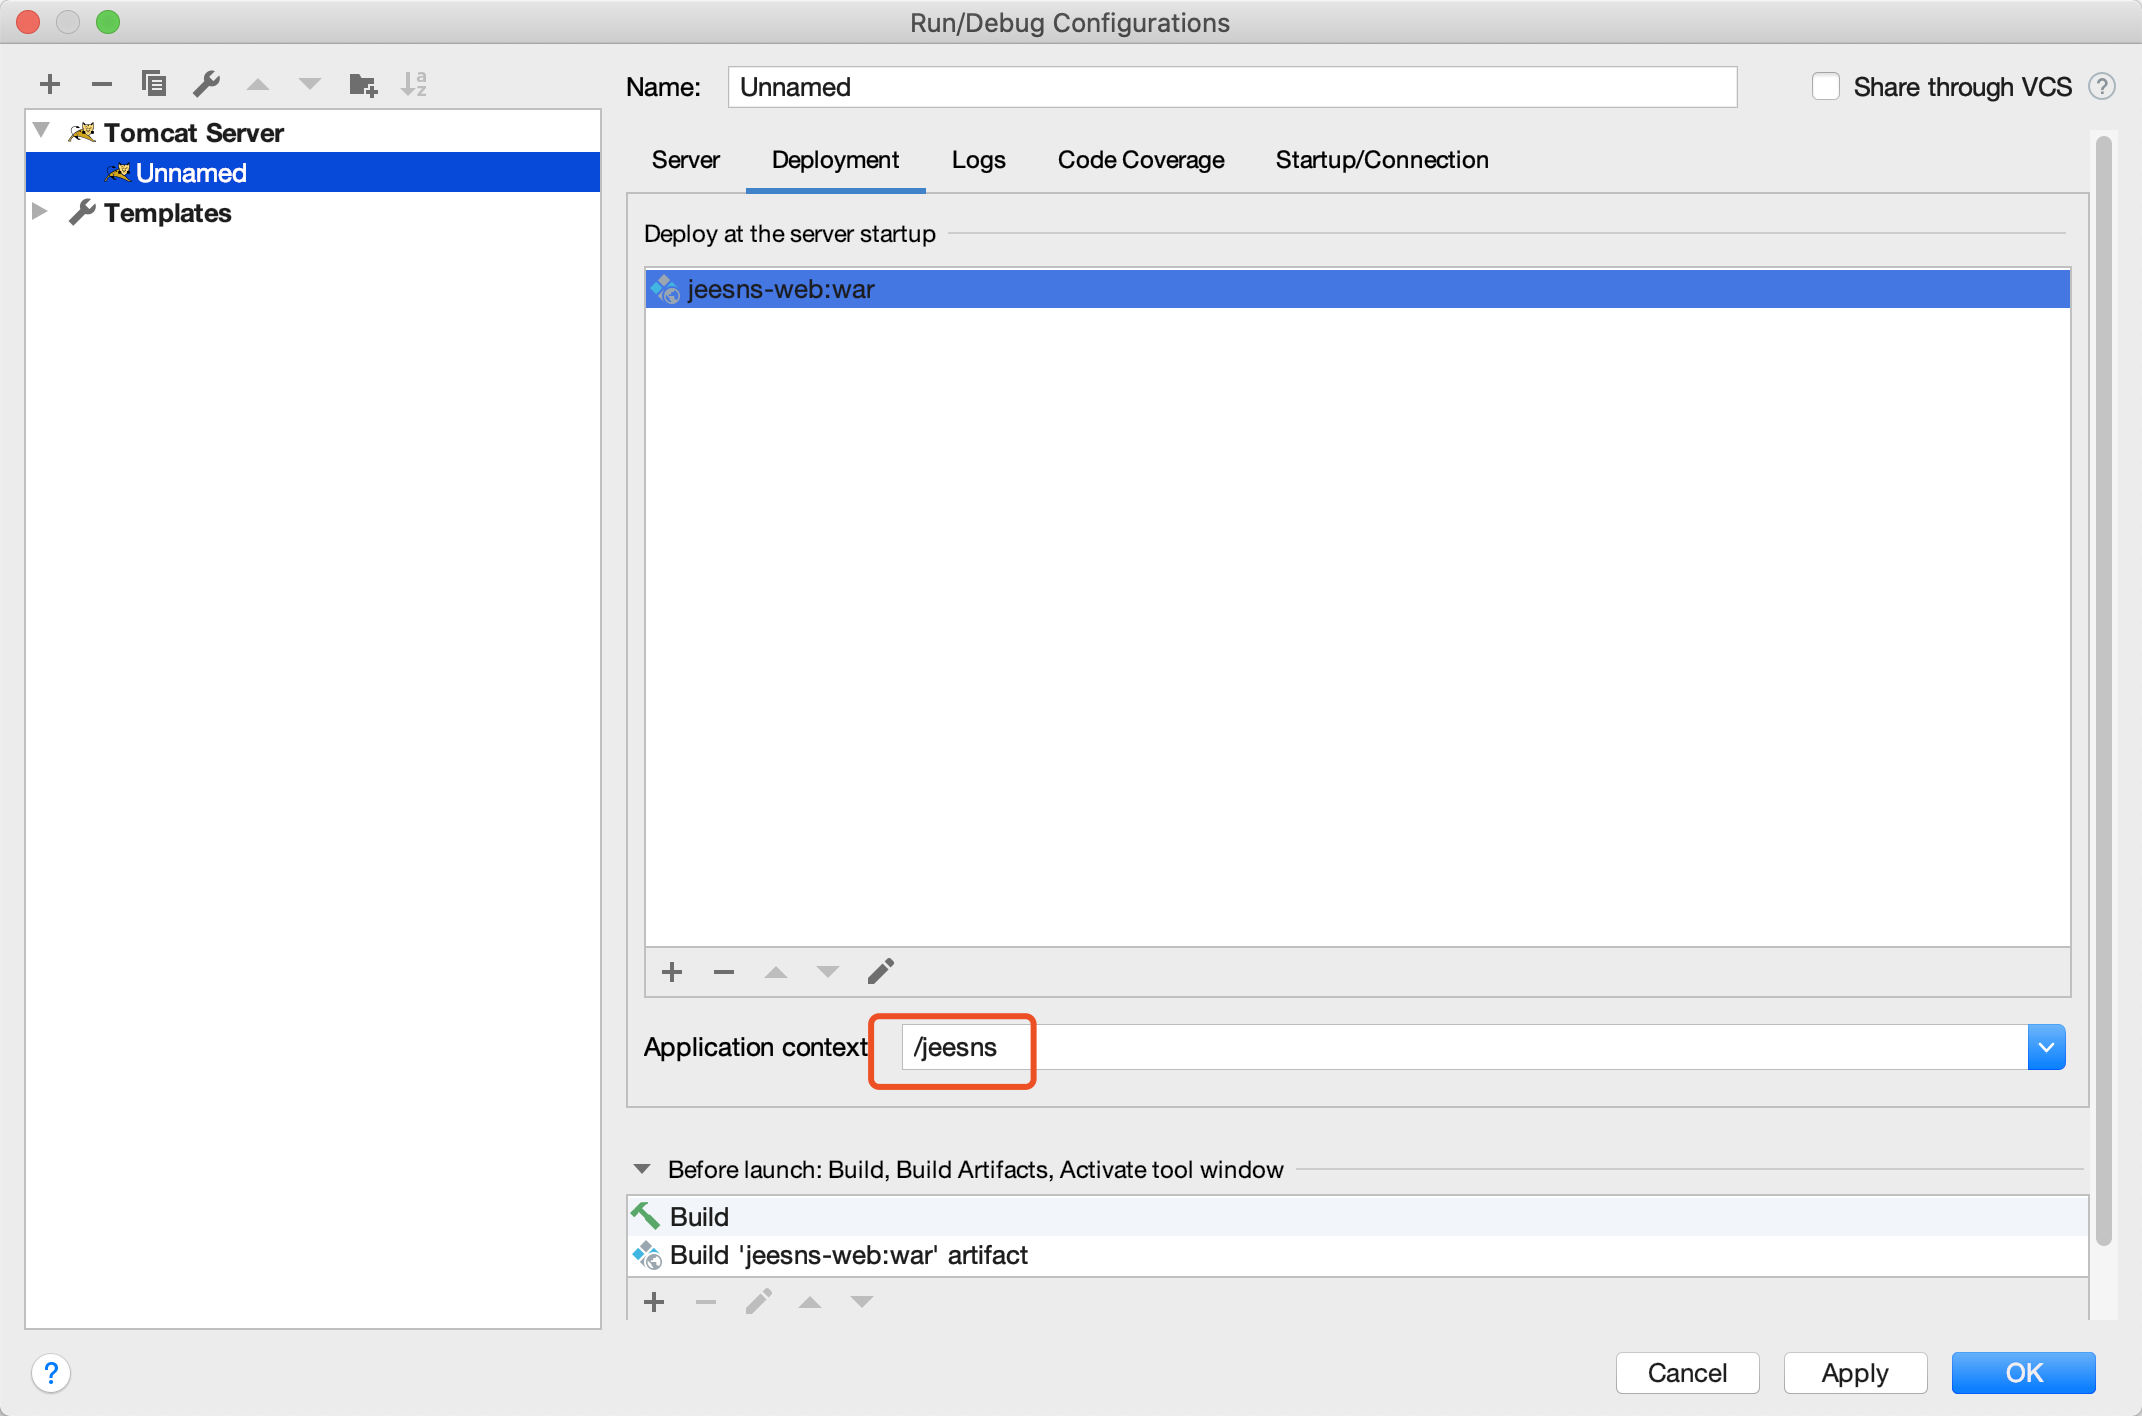 Run/Debug Configurations
Name: Unnamed
Share through VCS ?
Tomcat Server
Unnamed
Templates
Server Deployment Logs Code Coverage Startup/Connection
Deploy at the server startup
jeesns-web:war
Application context /jeesns
Before launch: Build, Build Artifacts, Activate tool window
Build
Build 'jeesns-web:war' artifact
? Cancel Apply OK